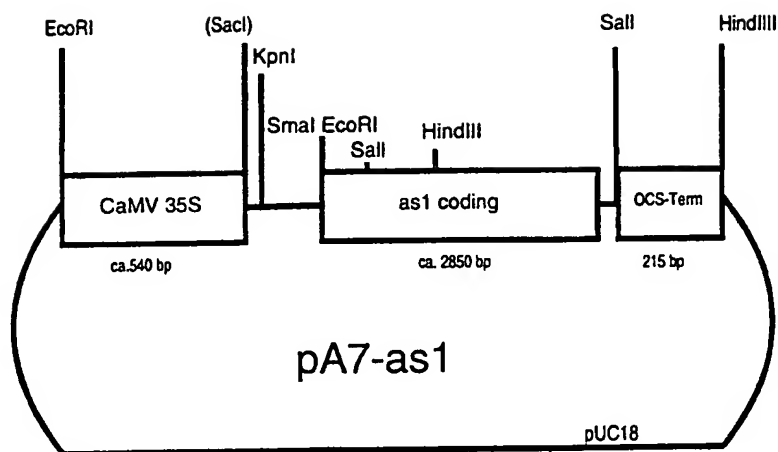 EcoRI
(SacI)
KpnI
SmaI EcoRI
SalI
HindIII
SalI
HindIIII
CaMV 35S
as1 coding
OCS-Term
ca.540 bp
ca. 2850 bp
215 bp
pA7-as1
pUC18